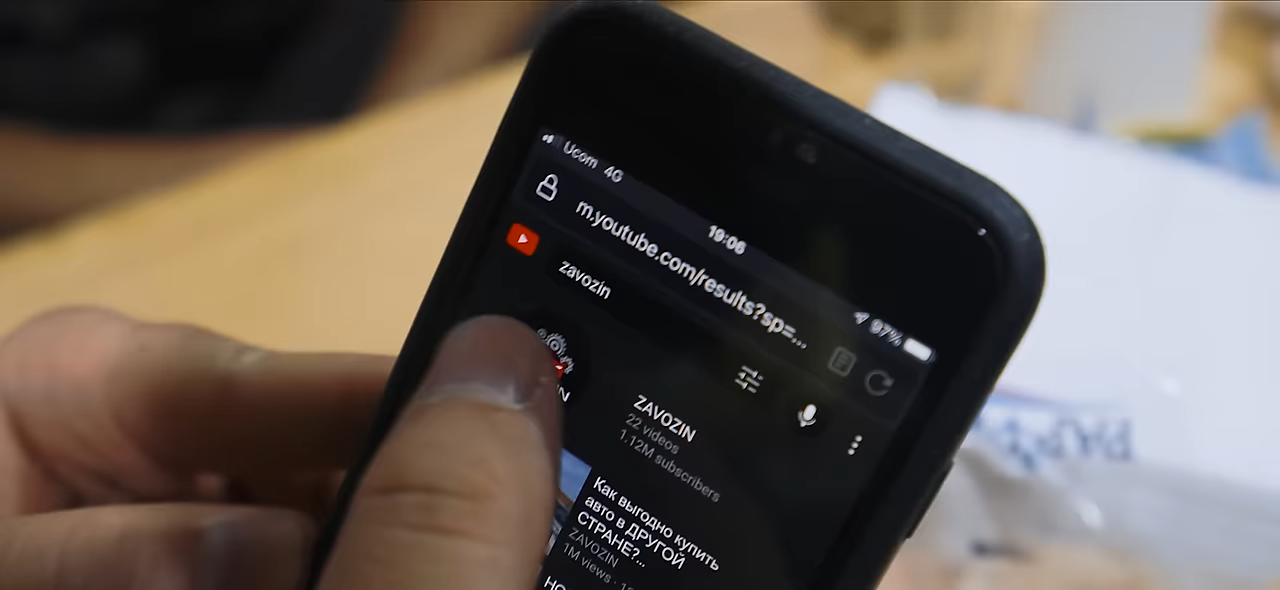 Ucom 4G
19:06
97%
m.youtube.com/results?sp=...
zavozin
ZAVOZIN
22 videos
1.12M subscribers
Как выгодно купить
авто в ДРУГОЙ
СТРАНЕ?...
ZAVOZIN
1M views